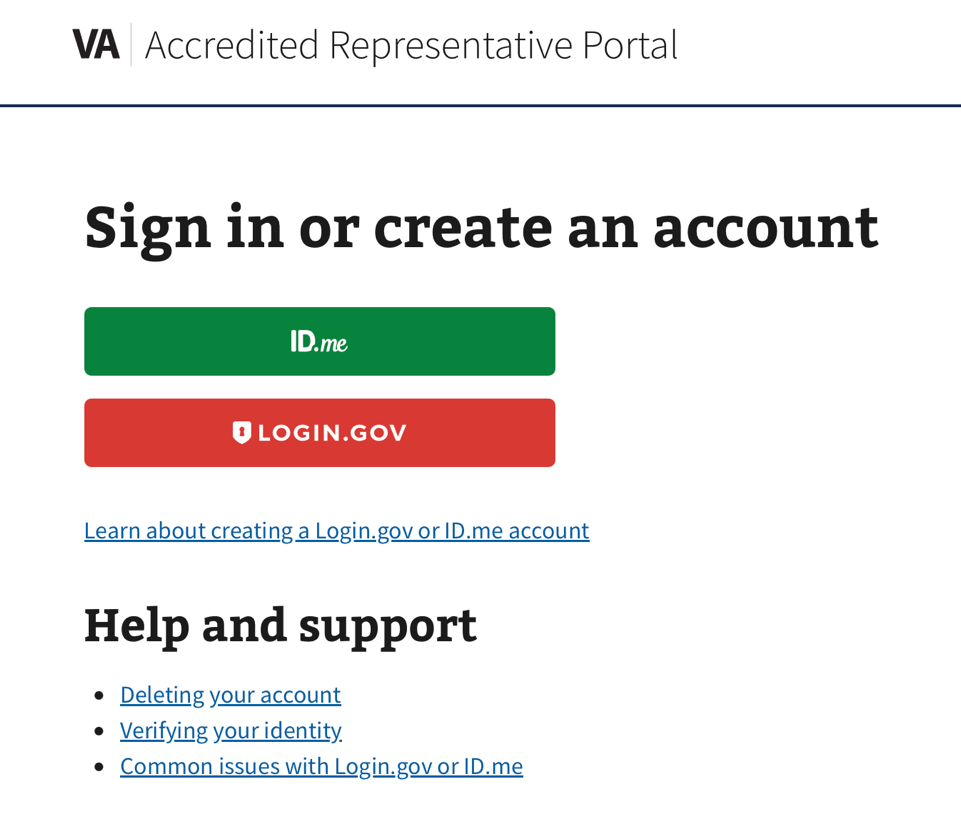 VA | Accredited Representative Portal
Sign in or create an account
ID.me
LOGIN.GOV
Learn about creating a Login.gov or ID.me account
Help and support
Deleting your account
Verifying your identity
Common issues with Login.gov or ID.me